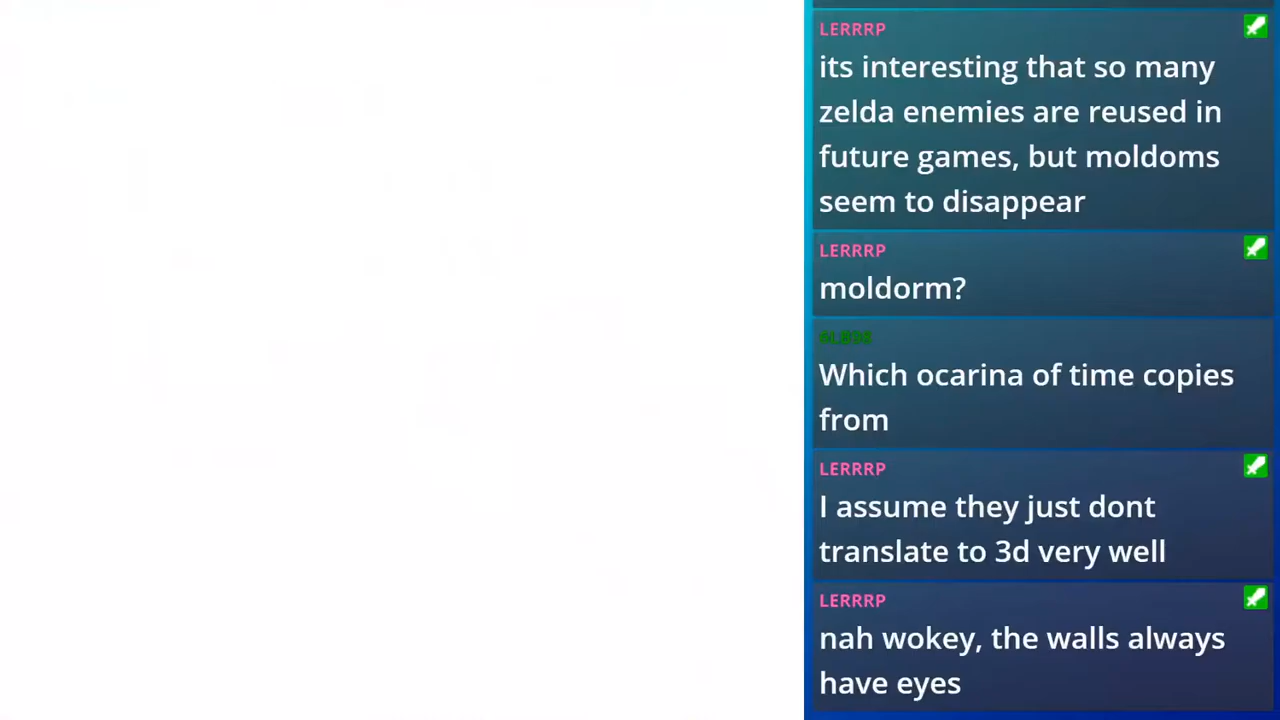 LERRRP
its interesting that so many
zelda enemies are reused in
future games, but moldoms
seem to disappear
LERRRP
moldorm?
Which ocarina of time copies
from
LERRRP
I assume they just dont
translate to 3d very well
LERRRP
nah wokey, the walls always
have eyes